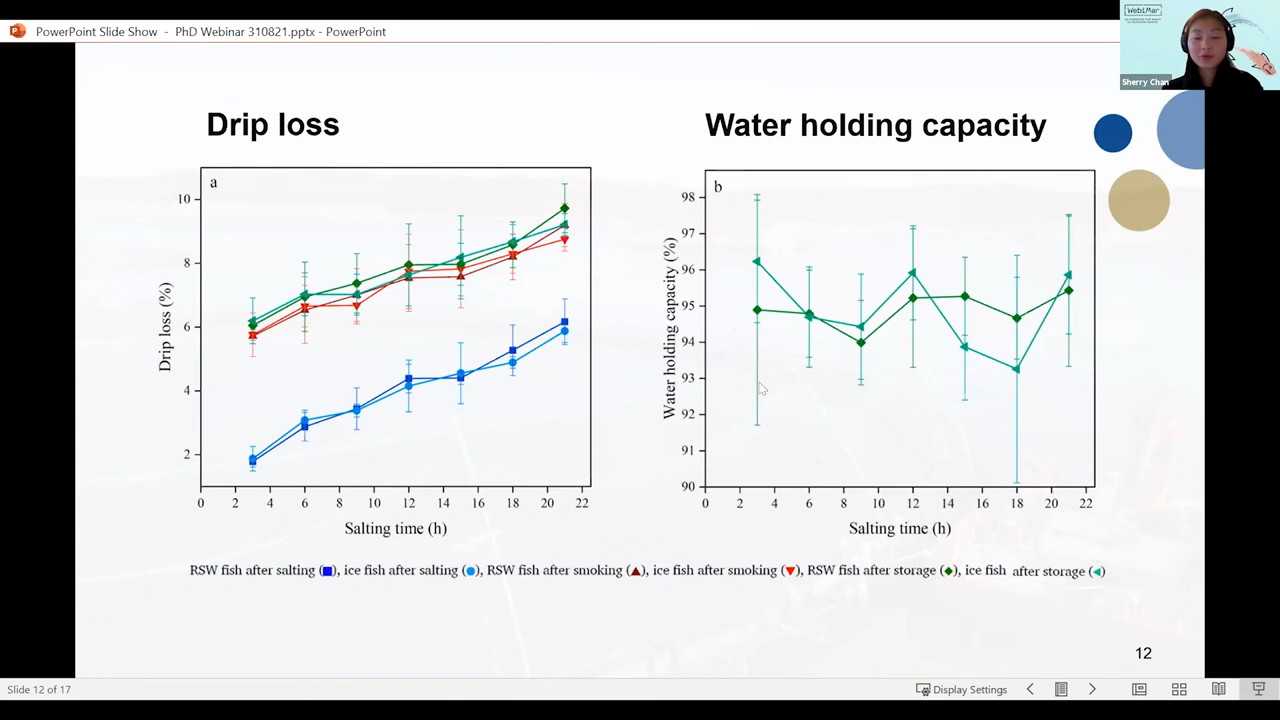 PowerPoint Slide Show - PhD Webinar 310821.pptx - PowerPoint
WebiMar
Sherry Chan
Drip loss
Water holding capacity
a
10
8
6
4
2
Drip loss (%)
0 2 4 6 8 10 12 14 16 18 20 22
Salting time (h)
b
98
97
96
95
94
93
92
91
90
Water holding capacity (%)
0 2 4 6 8 10 12 14 16 18 20 22
Salting time (h)
RSW fish after salting (■), ice fish after salting (●), RSW fish after smoking (▲), ice fish after smoking (▼), RSW fish after storage (◆), ice fish after storage (◄)
12
Slide 12 of 17
Display Settings